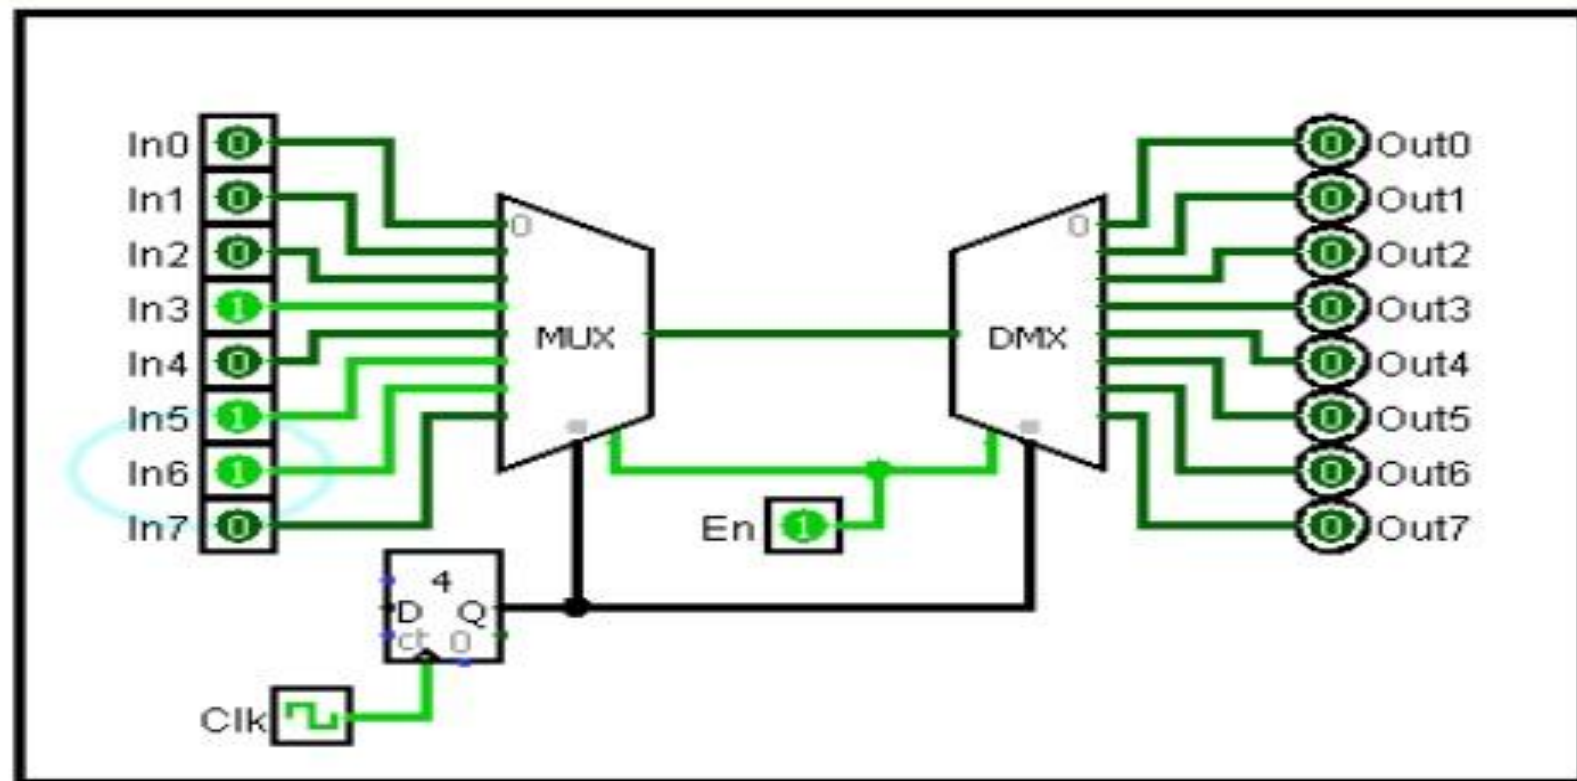 In0 0 0 Out0
In1 0 0 Out1
0 0
In2 0 0 Out2
In3 1 0 Out3
MUX DMX
In4 0 0 Out4
In5 1 0 Out5
In6 1 0 Out6
In7 0 En 1 0 Out7
4
D Q
ct 0
Clk